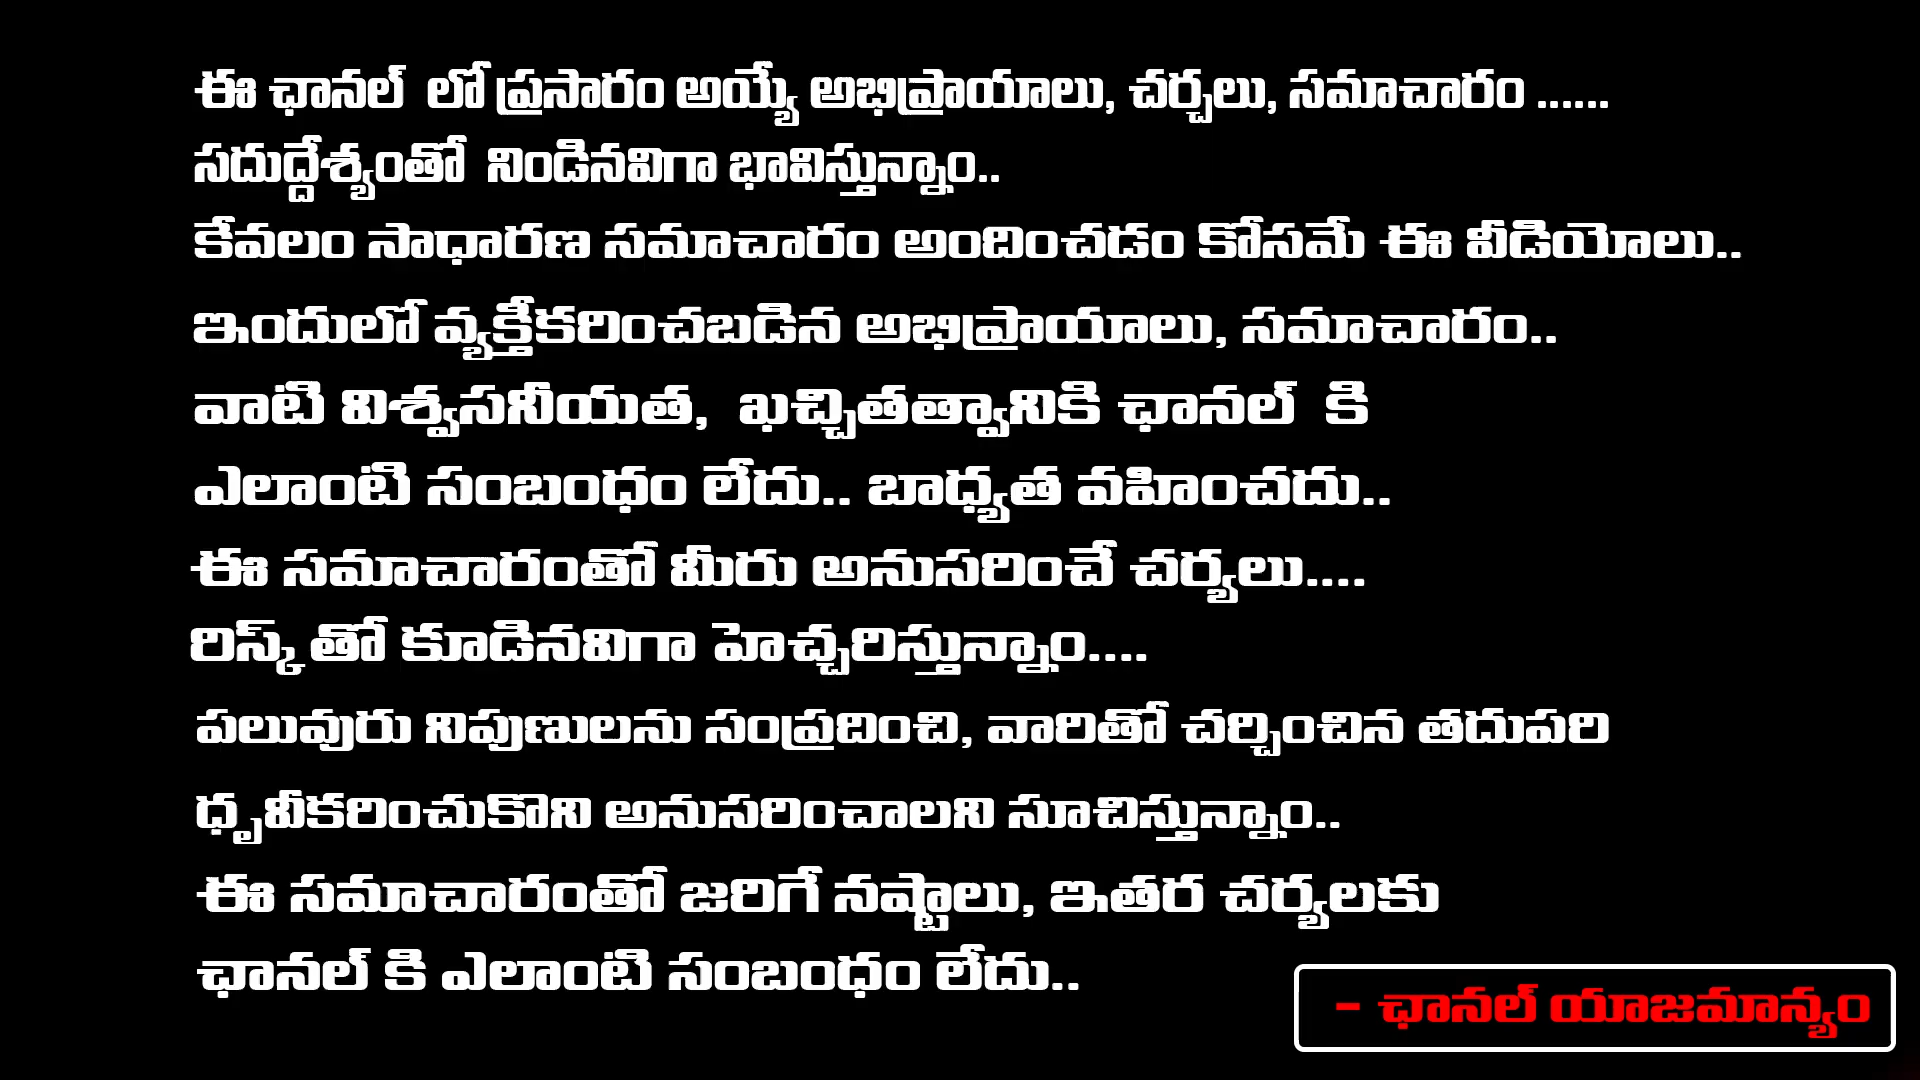 ఈ ఛానల్ లో ప్రసారం అయ్యే అభిప్రాయాలు, చర్చలు, సమాచారం ......
సదుద్దేశ్యంతో నిండినవిగా భావిస్తున్నాం..
కేవలం సాధారణ సమాచారం అందించడం కోసమే ఈ వీడియోలు..
ఇందులో వ్యక్తీకరించబడిన అభిప్రాయాలు, సమాచారం..
వాటి విశ్వసనీయత, ఖచ్చితత్వానికి ఛానల్ కి
ఎలాంటి సంబంధం లేదు.. బాధ్యత వహించదు..
ఈ సమాచారంతో మీరు అనుసరించే చర్యలు....
రిస్క్ తో కూడినవిగా హెచ్చరిస్తున్నాం....
పలువురు నిపుణులను సంప్రదించి, వారితో చర్చించిన తదుపరి
ధృవీకరించుకొని అనుసరించాలని సూచిస్తున్నాం..
ఈ సమాచారంతో జరిగే నష్టాలు, ఇతర చర్యలకు
ఛానల్ కి ఎలాంటి సంబంధం లేదు..
- ఛానల్ యాజమాన్యం